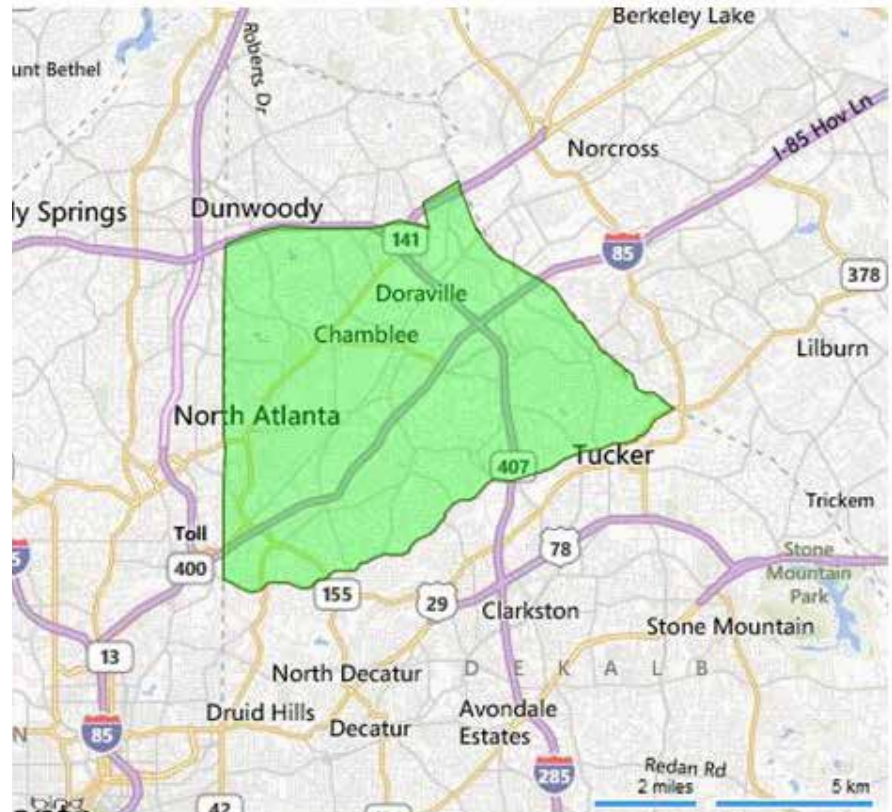 Berkeley Lake
unt Bethel
Roberts Dr
I-85 Hov Ln
Norcross
ly Springs
Dunwoody
141
85
378
Doraville
Chamblee
Lilburn
North Atlanta
Tucker
407
Trickem
Toll
400
78
Stone
Mountain
Park
155
29
Clarkston
Stone Mountain
13
North Decatur
D E K A L B
Druid Hills
Decatur
Avondale
Estates
N
85
285
Redan Rd
2 miles
5 km
42